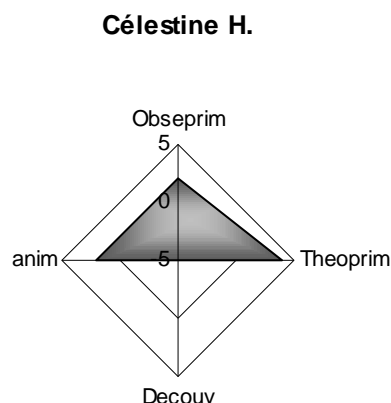 Célestine H.
Obseprim
5
0
anim
-5
Theoprim
Decouv